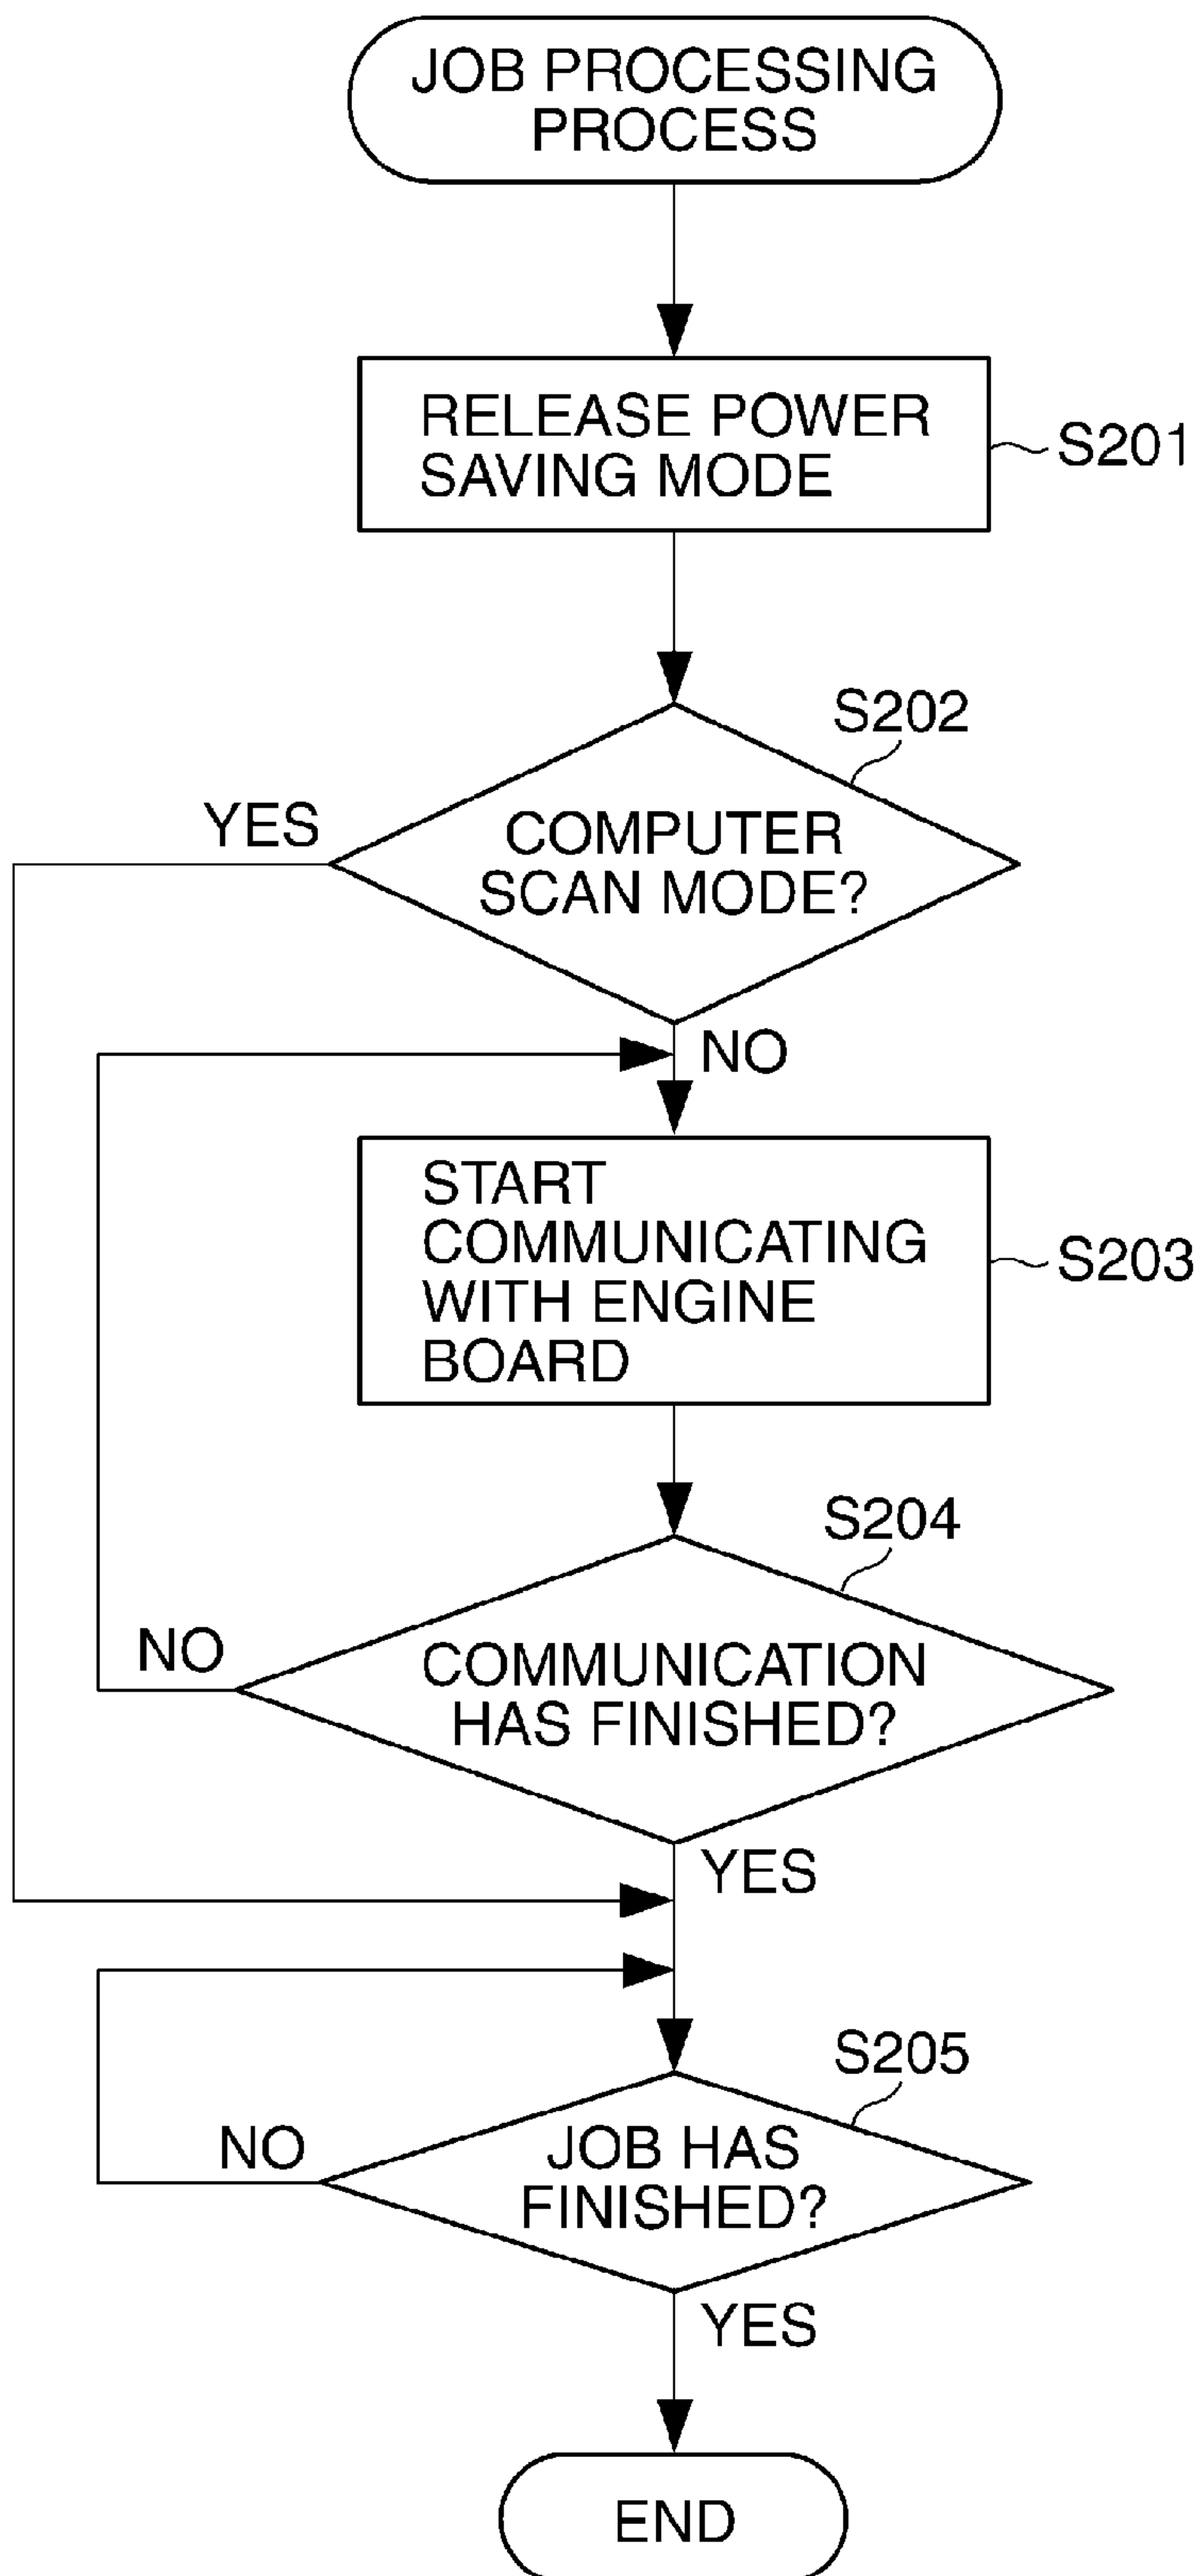 JOB PROCESSING
PROCESS
RELEASE POWER
SAVING MODE
S201
S202
YES
COMPUTER
SCAN MODE?
NO
START
COMMUNICATING
WITH ENGINE
BOARD
S203
S204
NO
COMMUNICATION
HAS FINISHED?
YES
S205
NO
JOB HAS
FINISHED?
YES
END